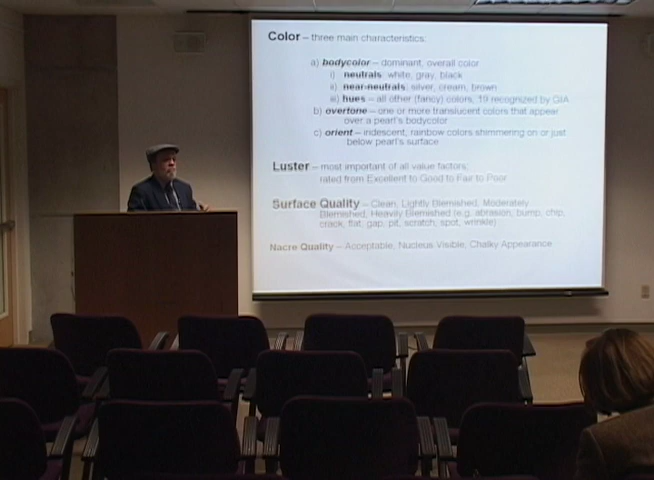 Color – three main characteristics:
a) bodycolor – dominant, overall color
i) neutrals: white, gray, black
ii) near-neutrals: silver, cream, brown
iii) hues – all other (fancy) colors, 19 recognized by GIA
b) overtone – one or more translucent colors that appear
over a pearl's bodycolor
c) orient – iridescent, rainbow colors shimmering on or just
below pearl's surface
Luster – most important of all value factors;
rated from Excellent to Good to Fair to Poor
Surface Quality – Clean, Lightly Blemished, Moderately
Blemished, Heavily Blemished (e.g. abrasion, bump, chip,
crack, flat, gap, pit, scratch, spot, wrinkle)
Nacre Quality – Acceptable, Nucleus Visible, Chalky Appearance